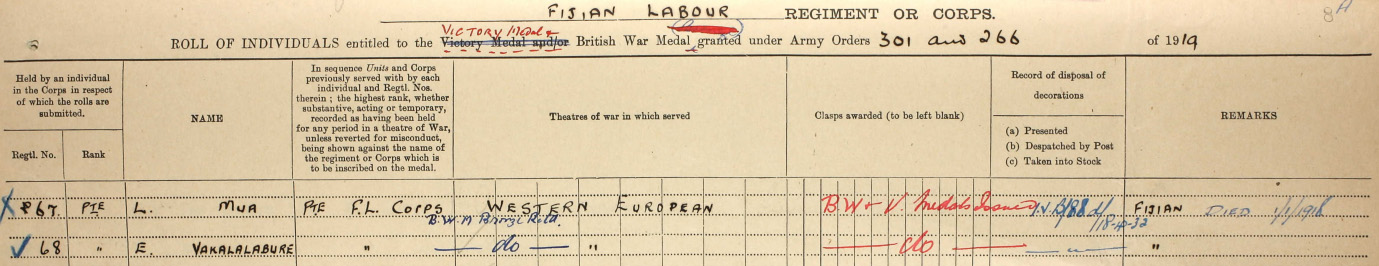 FIJIAN LABOUR REGIMENT OR CORPS.
8A
VICTORY Medal &
ROLL OF INDIVIDUALS entitled to the Victory Medal and/or British War Medal granted under Army Orders 301 and 266 of 1919
Held by an individual
in the Corps in respect
of which the rolls are
submitted.
Regtl. No.
Rank
NAME
In sequence Units and Corps
previously served with by each
individual and Regtl. Nos.
therein ; the highest rank, whether
substantive, acting or temporary,
recorded as having been held
for any period in a theatre of War,
unless reverted for misconduct,
being shown against the name of
the regiment or Corps which is
to be inscribed on the medal.
Theatres of war in which served
Clasps awarded (to be left blank)
Record of disposal of
decorations
(a) Presented
(b) Despatched by Post
(c) Taken into Stock
REMARKS
67 PTE L. MUA PTE F.L. CORPS WESTERN EUROPEAN B.W + V Medals Issued FIJIAN DIED 1/1/1918
B.W.M Bronze Retd.
68 " E. VAKALALABURE " do " do "